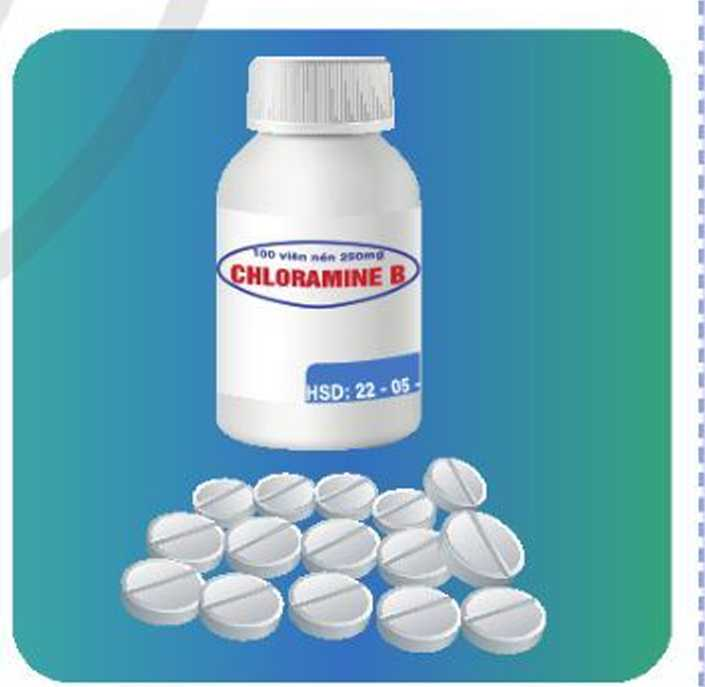 100 viên nén 250mg
CHLORAMINE B
HSD: 22 - 05 -